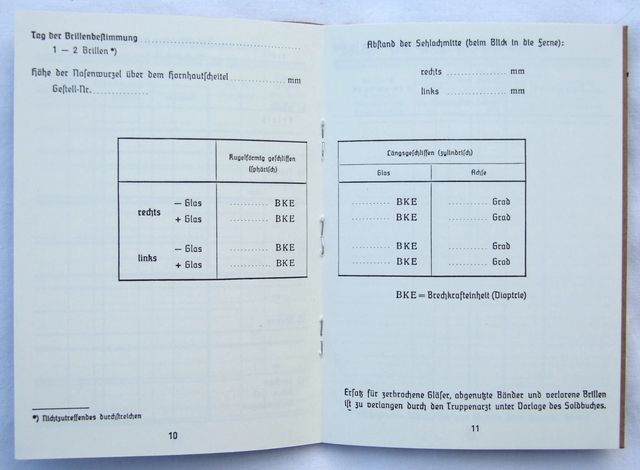 Tag der Brillenbestimmung ..............................
1 — 2 Brillen *)
Höhe der Nasenwurzel über dem Hornhautscheitel .................. mm
Gestell-Nr. ..................
Kugelförmig geschliffen
(sphärisch)
rechts — Glas ............ BKE
+ Glas ............ BKE
links — Glas ............ BKE
+ Glas ............ BKE
*) Nichtzutreffendes durchstreichen
10
Abstand der Sehlochmitte (beim Blick in die Ferne):
rechts .................. mm
links .................. mm
Längsgeschliffen (zylindrisch)
Glas Achse
............ BKE ............ Grad
............ BKE ............ Grad
............ BKE ............ Grad
............ BKE ............ Grad
BKE = Brechkrafteinheit (Dioptrie)
Ersatz für zerbrochene Gläser, abgenutzte Bänder und verlorene Brillen
ist zu verlangen durch den Truppenarzt unter Vorlage des Soldbuches.
11